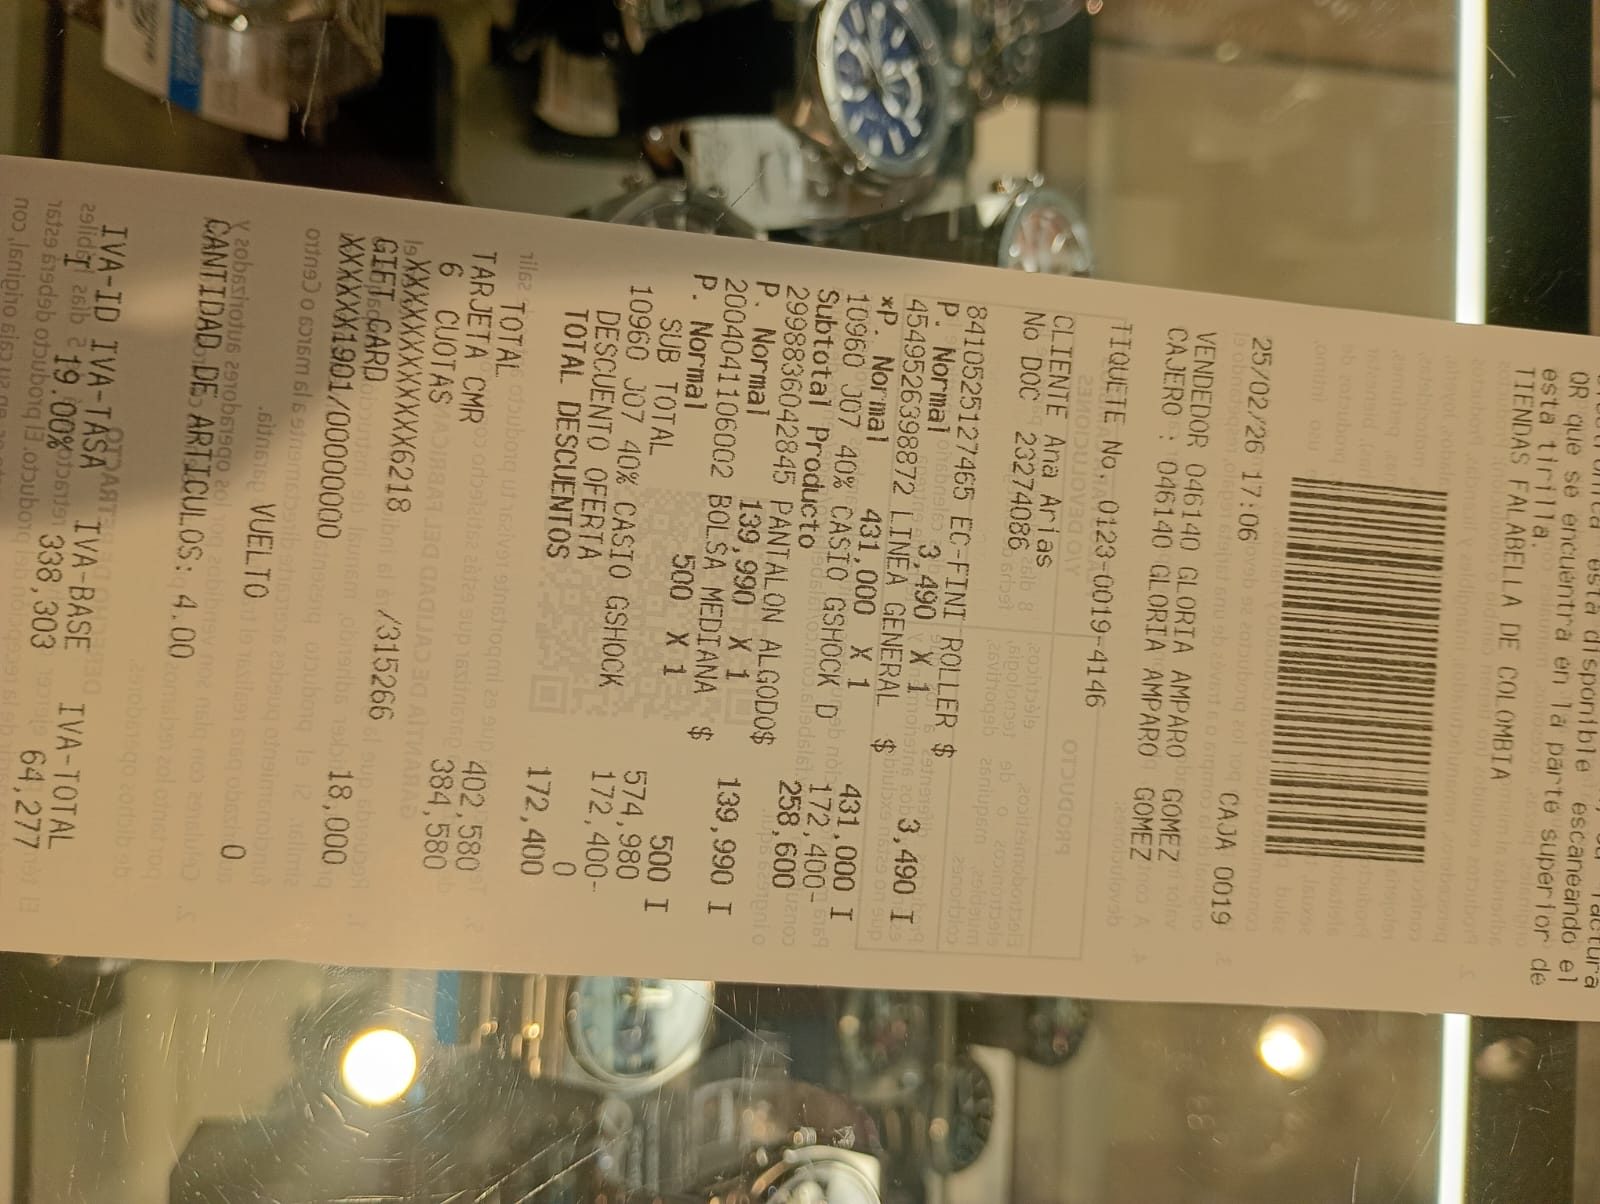 QR que se encuentra en la parte superior de
esta tirilla.
TIENDAS FALABELLA DE COLOMBIA
25/02/26 17:06 CAJA 0019
VENDEDOR 046140 GLORIA AMPARO GOMEZ
CAJERO : 046140 GLORIA AMPARO GOMEZ
TIQUETE No. 0123-0019-4146
CLIENTE Ana Arias
No DOC 23274086
8410525127465 EC-FINI ROLLER $
P. Normal 3,490 X 1 3,490 I
4549526398872 LINEA GENERAL $
*P. Normal 431,000 X 1 431,000 I
10960 J07 40% CASIO GSHOCK D 172,400-
Subtotal Producto 258,600
2998836042845 PANTALON ALGODO$
P. Normal 139,990 X 1 139,990 I
2004041106002 BOLSA MEDIANA $
P. Normal 500 X 1 500 I
SUB TOTAL 574,980
10960 J07 40% CASIO GSHOCK 172,400-
DESCUENTO OFERTA 0
TOTAL DESCUENTOS 172,400
TOTAL 402,580
TARJETA CMR 384,580
6 CUOTAS
XXXXXXXXXXXX6218 /315266
GIFT CARD 18,000
XXXXXXX1901/00000000
VUELTO 0
CANTIDAD DE ARTICULOS: 4.00
IVA-ID IVA-TASA IVA-BASE IVA-TOTAL
I 19.00% 338,303 64,277